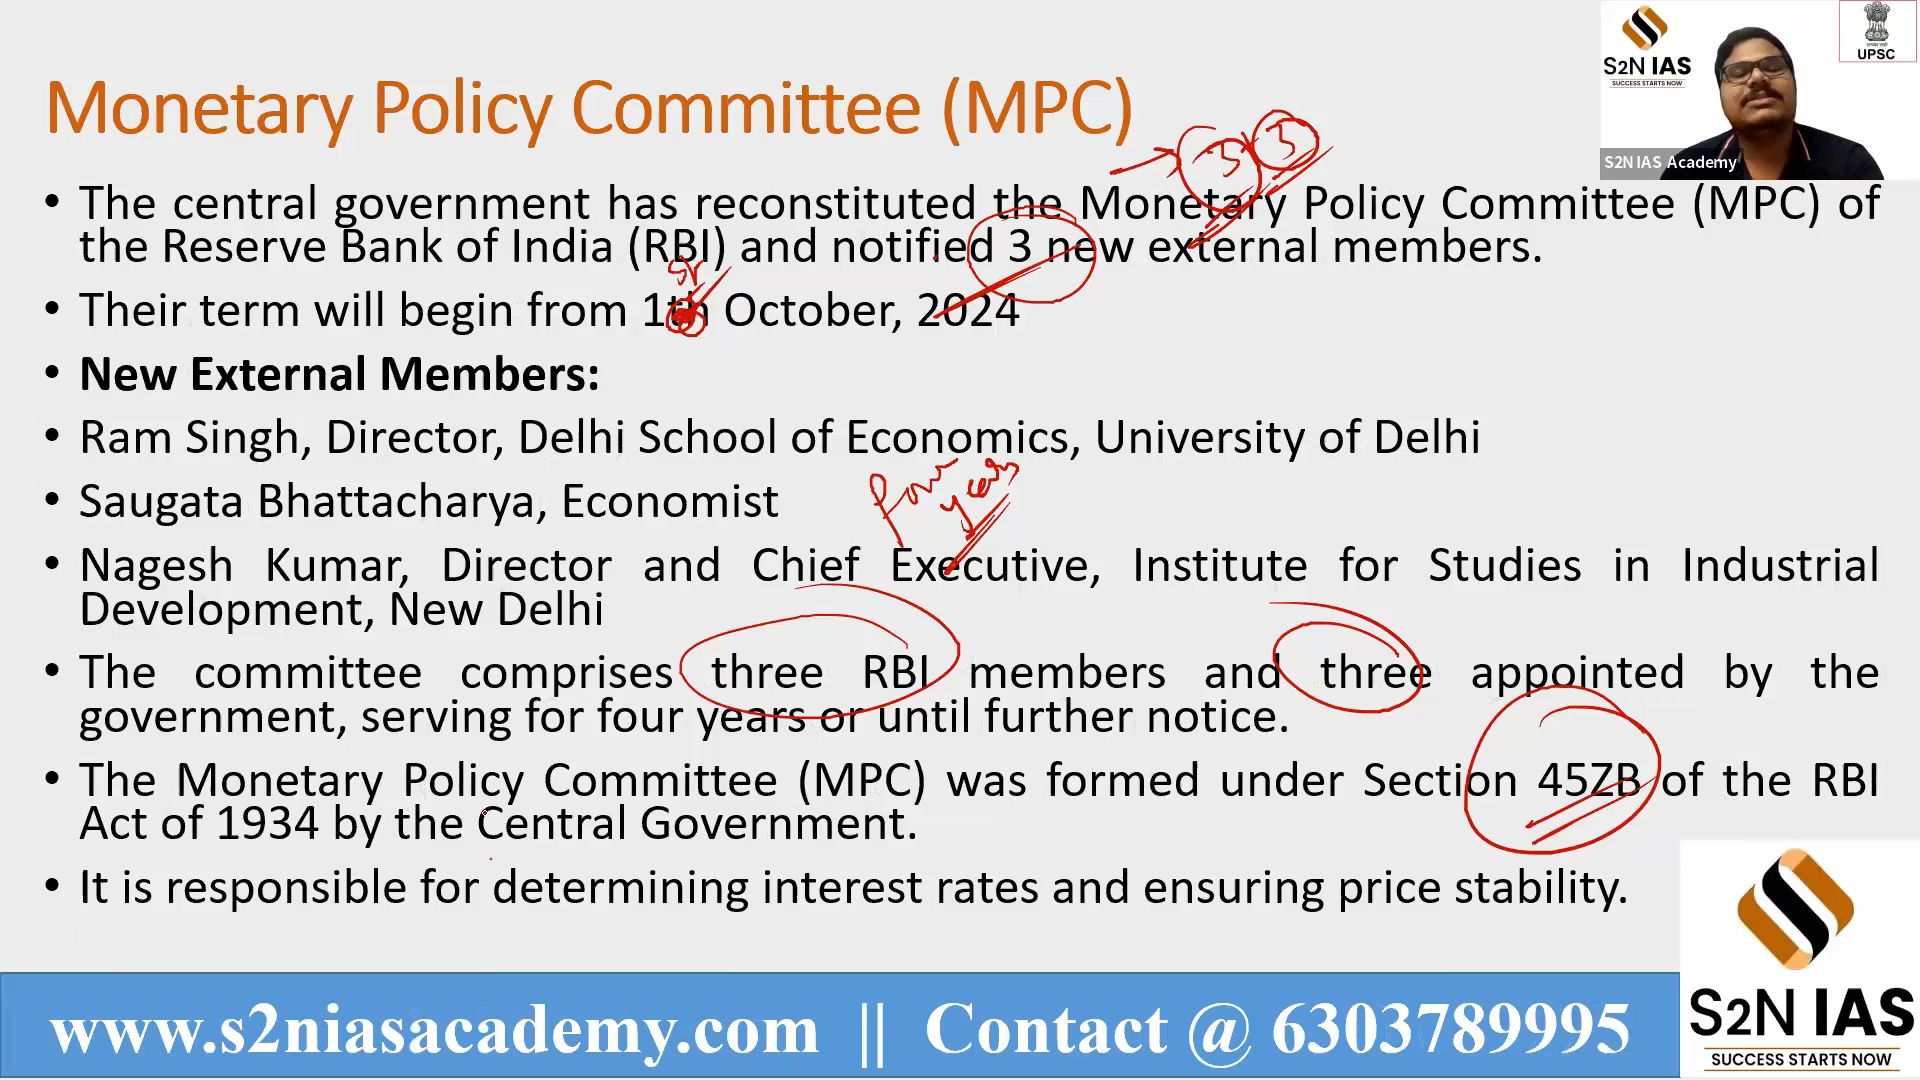 Monetary Policy Committee (MPC)
S2N IAS
SUCCESS STARTS NOW
UPSC
S2N IAS Academy
3 3
• The central government has reconstituted the Monetary Policy Committee (MPC) of
the Reserve Bank of India (RBI) and notified 3 new external members.
• Their term will begin from 1th October, 2024
• New External Members:
• Ram Singh, Director, Delhi School of Economics, University of Delhi
• Saugata Bhattacharya, Economist
years
• Nagesh Kumar, Director and Chief Executive, Institute for Studies in Industrial
Development, New Delhi
• The committee comprises three RBI members and three appointed by the
government, serving for four years or until further notice.
• The Monetary Policy Committee (MPC) was formed under Section 45ZB of the RBI
Act of 1934 by the Central Government.
• It is responsible for determining interest rates and ensuring price stability.
www.s2niasacademy.com || Contact @ 6303789995
S2N IAS
SUCCESS STARTS NOW